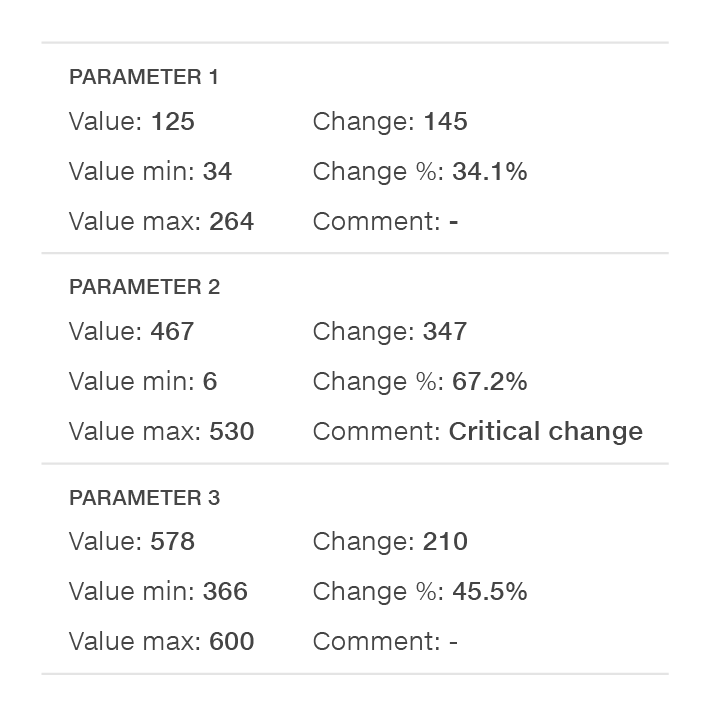 PARAMETER 1
Value: 125 Change: 145
Value min: 34 Change %: 34.1%
Value max: 264 Comment: -
PARAMETER 2
Value: 467 Change: 347
Value min: 6 Change %: 67.2%
Value max: 530 Comment: Critical change
PARAMETER 3
Value: 578 Change: 210
Value min: 366 Change %: 45.5%
Value max: 600 Comment: -